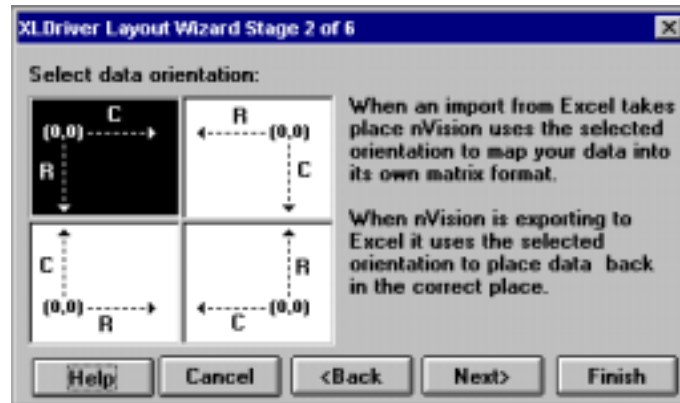 XLDriver Layout Wizard Stage 2 of 6
Select data orientation:
C
(0,0)
R
R
(0,0)
C
C
(0,0)
R
R
(0,0)
C
When an import from Excel takes
place nVision uses the selected
orientation to map your data into
its own matrix format.
When nVision is exporting to
Excel it uses the selected
orientation to place data back
in the correct place.
Help
Cancel
<Back
Next>
Finish